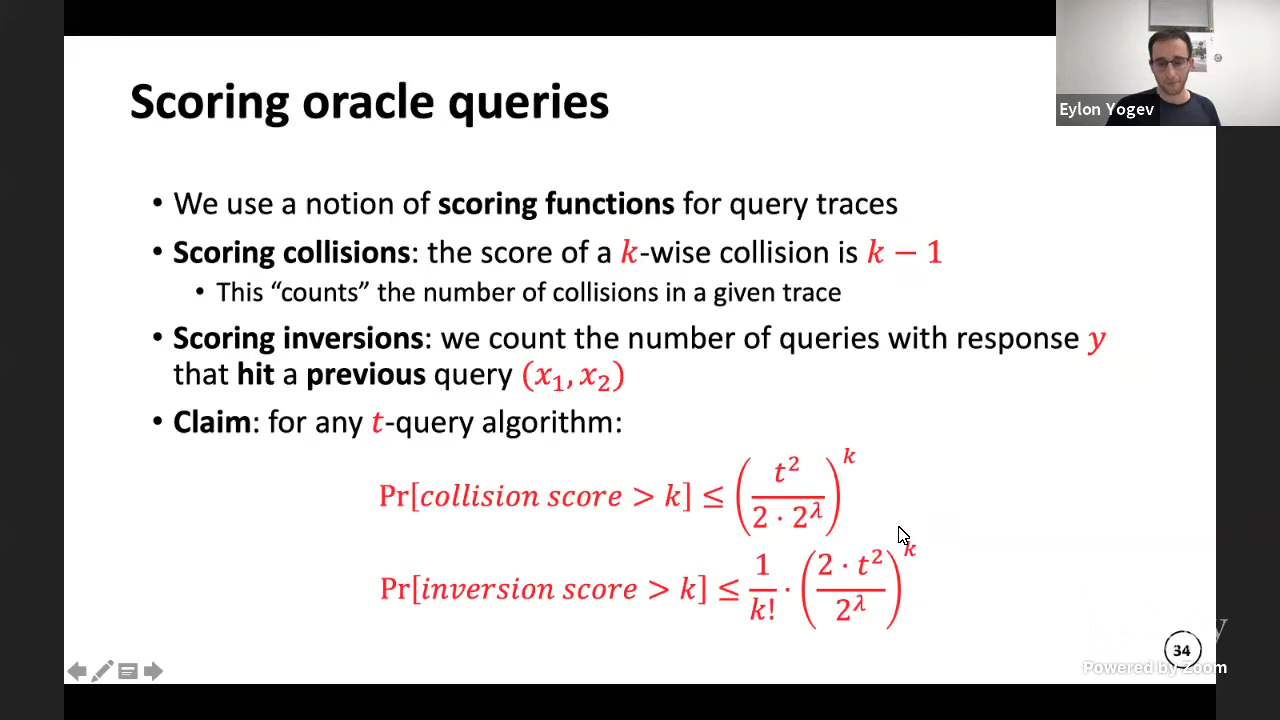 Scoring oracle queries
Eylon Yogev
• We use a notion of scoring functions for query traces
• Scoring collisions: the score of a k-wise collision is k − 1
• This “counts” the number of collisions in a given trace
• Scoring inversions: we count the number of queries with response y
that hit a previous query (x₁, x₂)
• Claim: for any t-query algorithm:
Pr[collision score > k] ≤ (t² / (2 · 2^λ))^k
Pr[inversion score > k] ≤ 1/k! · ((2 · t²) / 2^λ)^k
34
Powered by Zoom